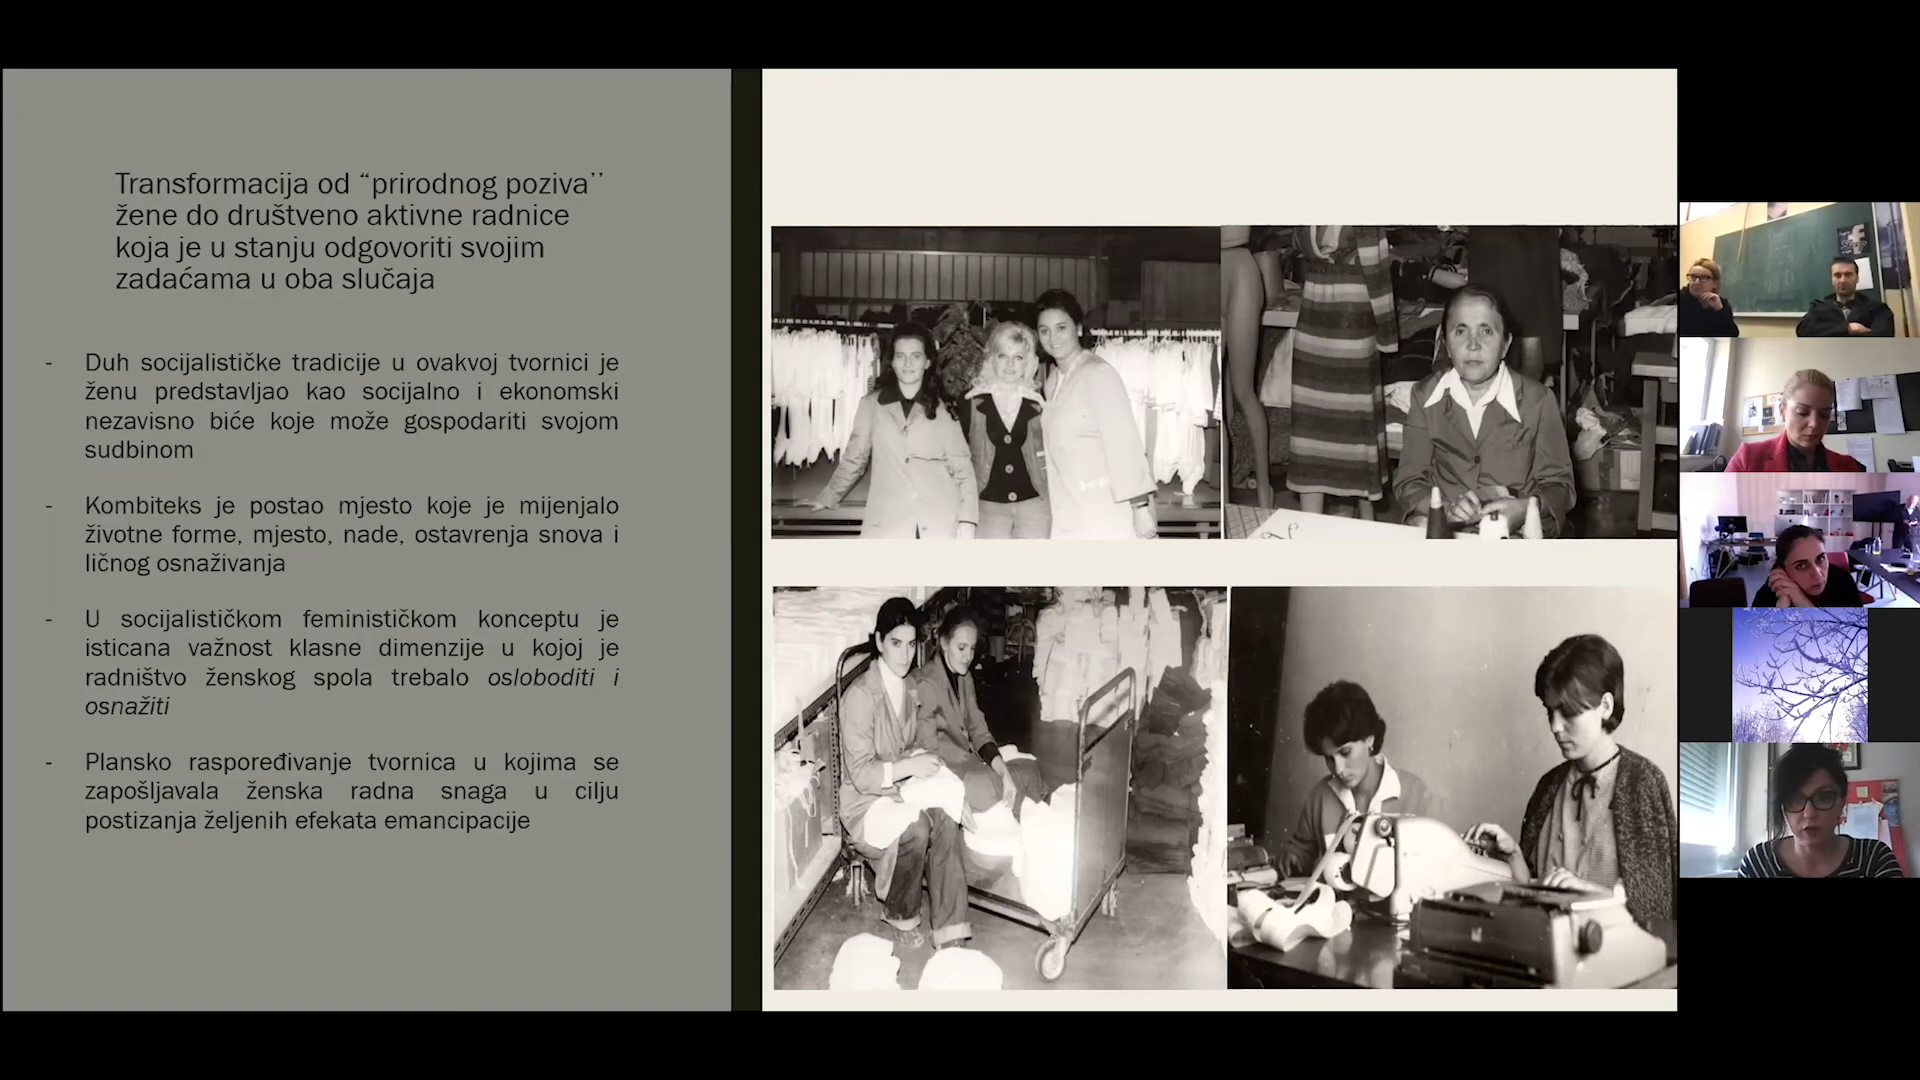 Transformacija od “prirodnog poziva’’
žene do društveno aktivne radnice
koja je u stanju odgovoriti svojim
zadaćama u oba slučaja
- Duh socijalističke tradicije u ovakvoj tvornici je
ženu predstavljao kao socijalno i ekonomski
nezavisno biće koje može gospodariti svojom
sudbinom
- Kombiteks je postao mjesto koje je mijenjalo
životne forme, mjesto, nade, ostavrenja snova i
ličnog osnaživanja
- U socijalističkom feminističkom konceptu je
isticana važnost klasne dimenzije u kojoj je
radništvo ženskog spola trebalo osloboditi i
osnažiti
- Plansko raspoređivanje tvornica u kojima se
zapošljavala ženska radna snaga u cilju
postizanja željenih efekata emancipacije